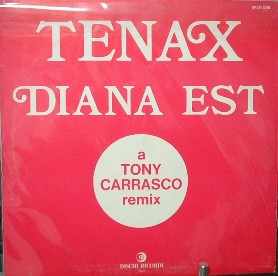 TENAX
DIANA EST
a
TONY
CARRASCO
remix
DISCHI RICORDI